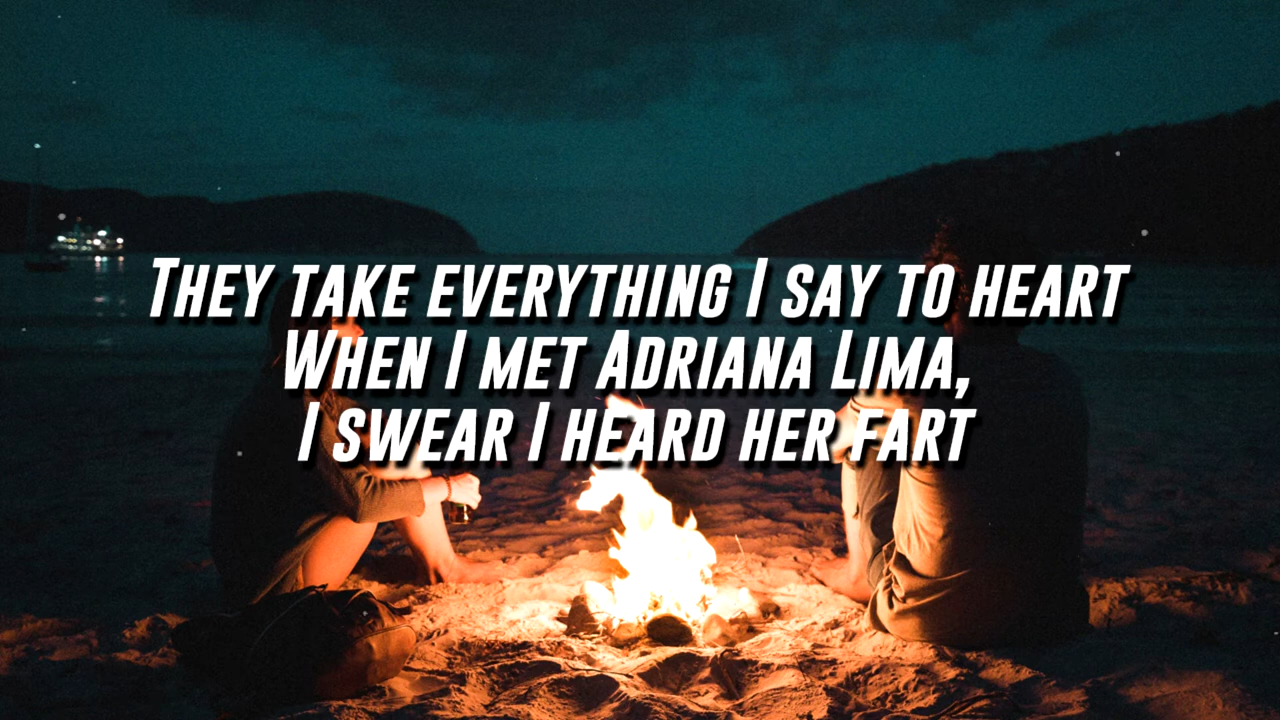 They take everything I say to heart
When I met Adriana Lima,
I swear I heard her fart